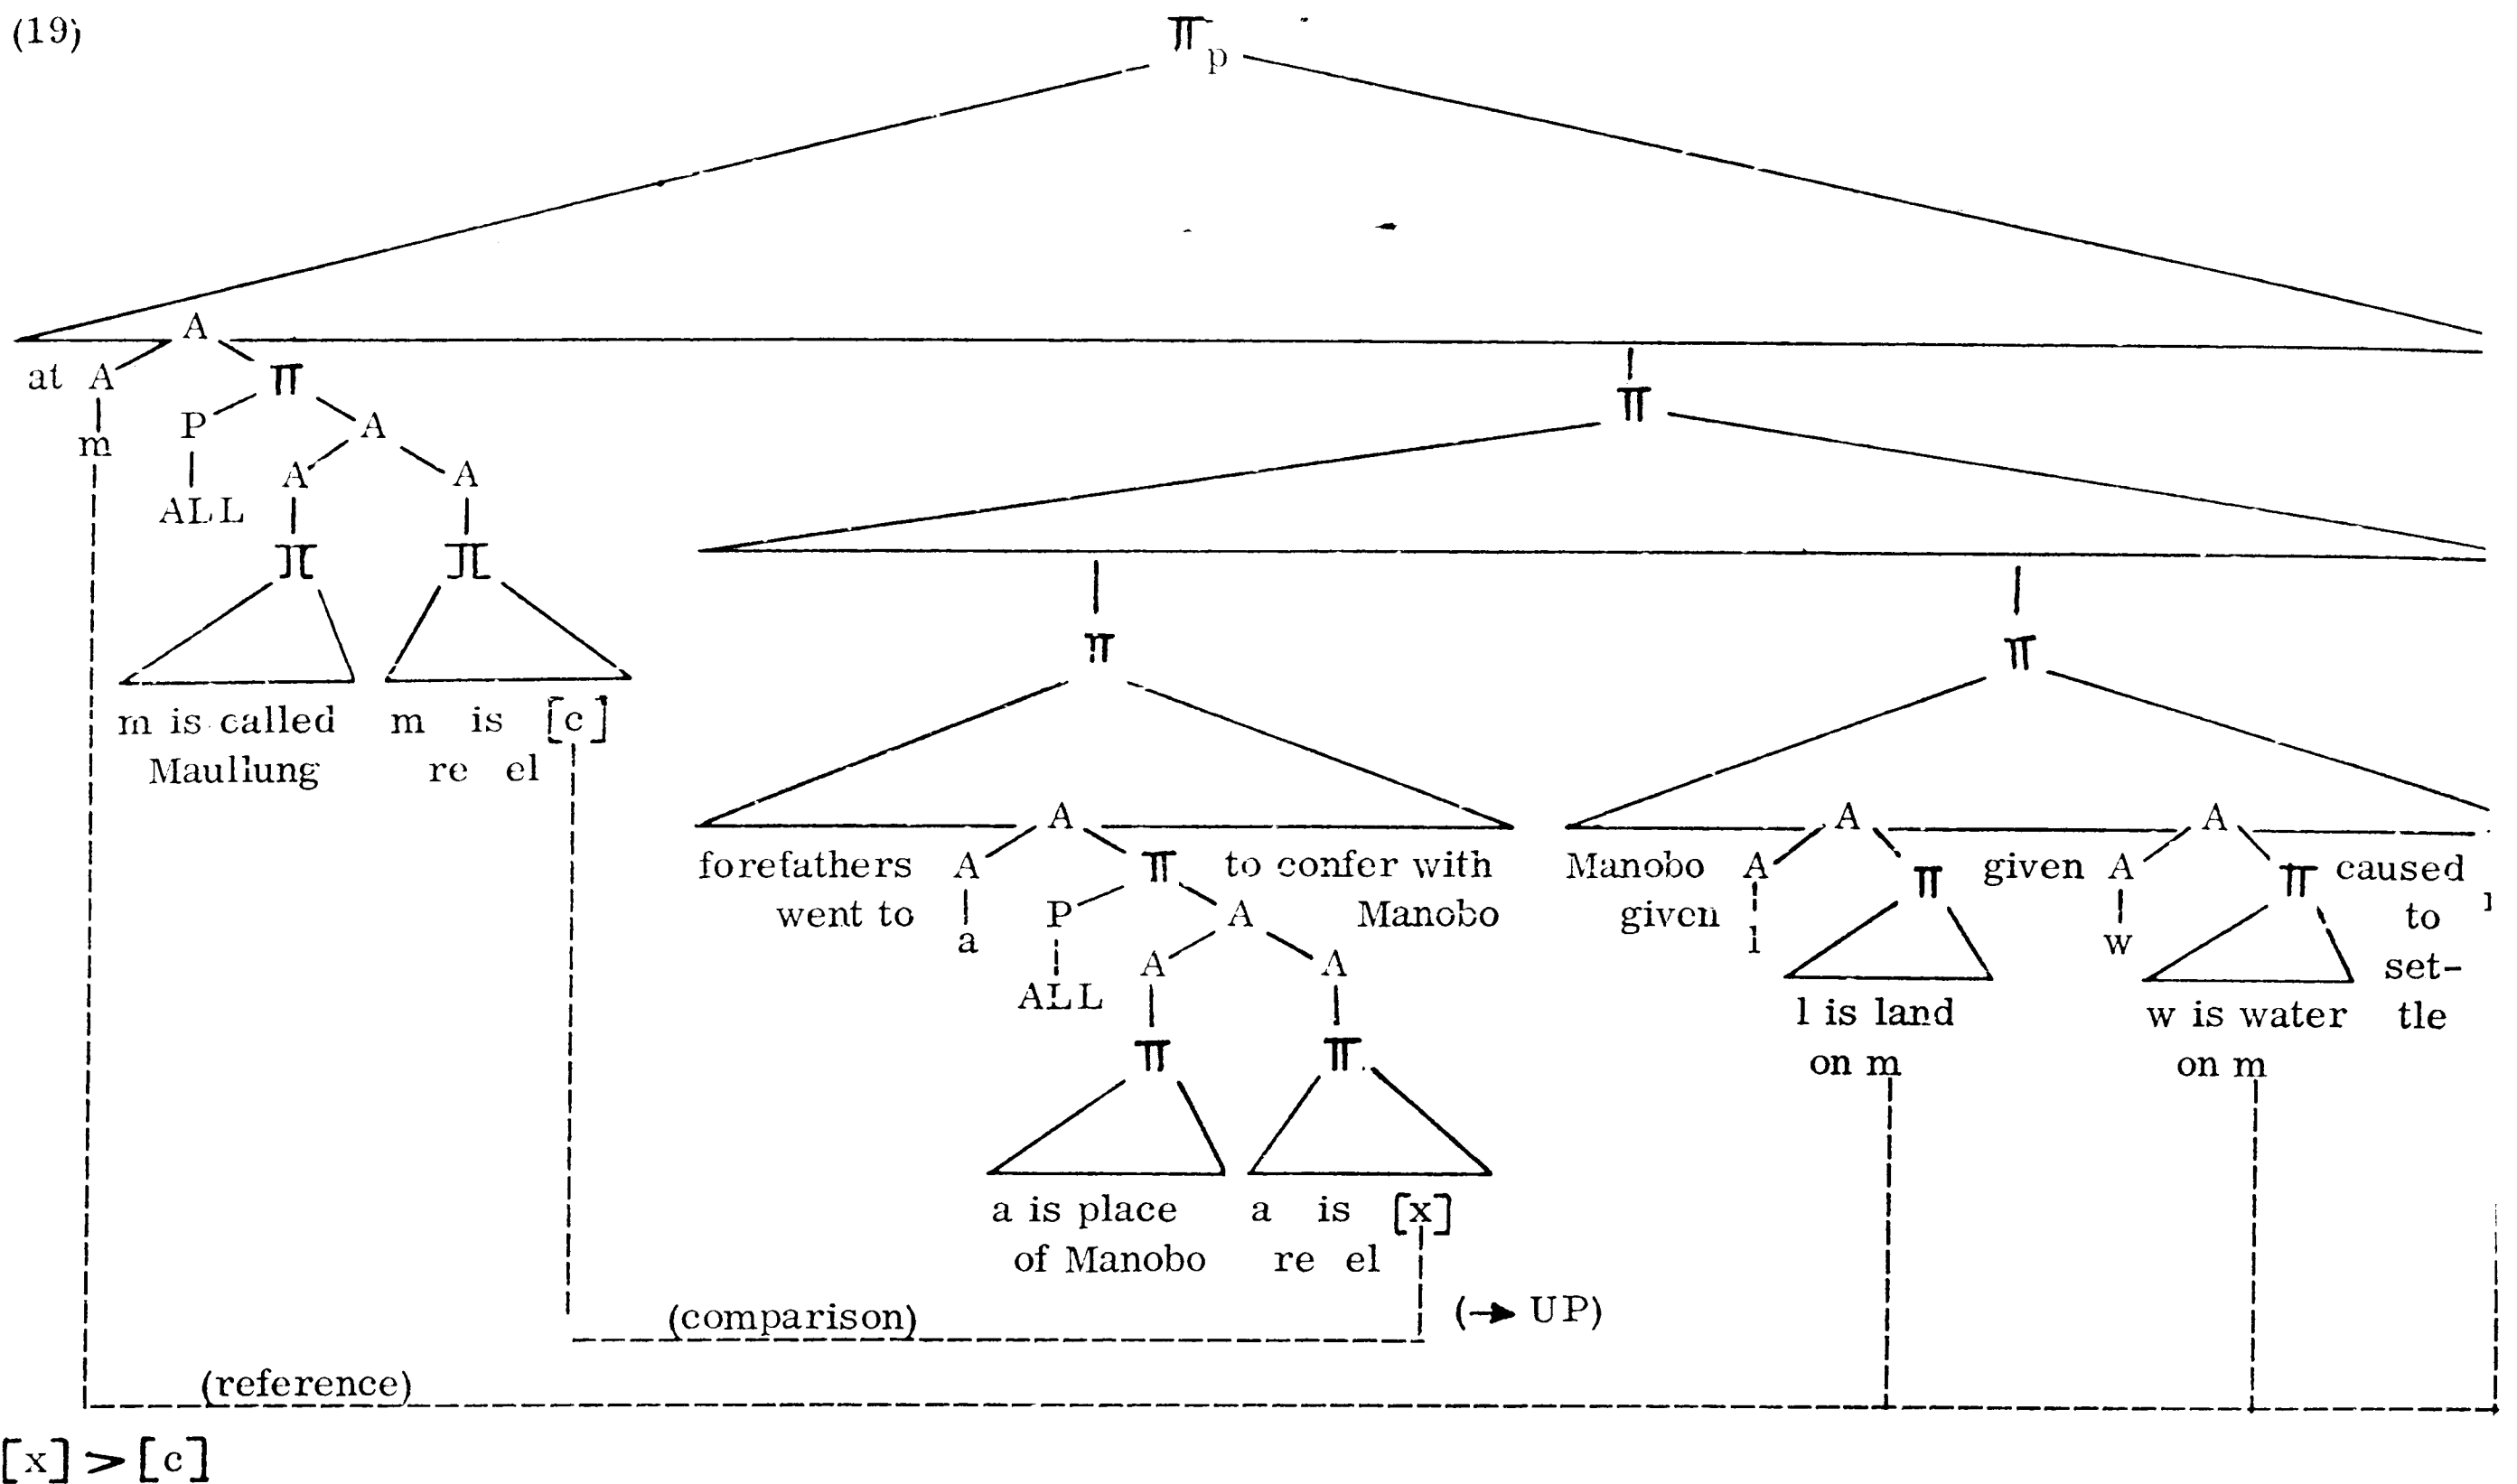 (19)
π p
A
at A π
π
P A
m
A A
ALL
π π
π π
m is called m is [c]
Maullung re el
A A A
forefathers A π to confer with Manobo A π given A π caused
went to P A Manobo given to
a l w
A A set-
ALL
l is land w is water tle
π π
on m on m
a is place a is [x]
of Manobo re el
(comparison) (→ UP)
(reference)
[x] > [c]